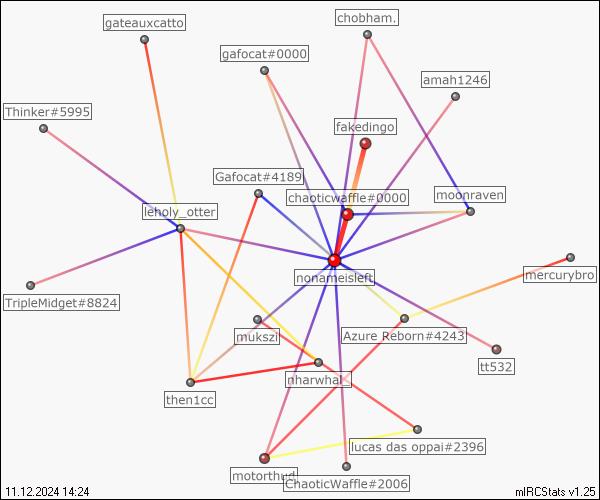 chobham.
gateauxcatto
gafocat#0000
amah1246
Thinker#5995
fakedingo
Gafocat#4189
chaoticwaffle#0000
moonraven
leholy_otter
nonameisleft
mercurybro
TripleMidget#8824
mukszi
Azure Reborn#4243
tt532
nharwhal.
then1cc
lucas das oppai#2396
motorthud
ChaoticWaffle#2006
11.12.2024 14:24
mIRCStats v1.25